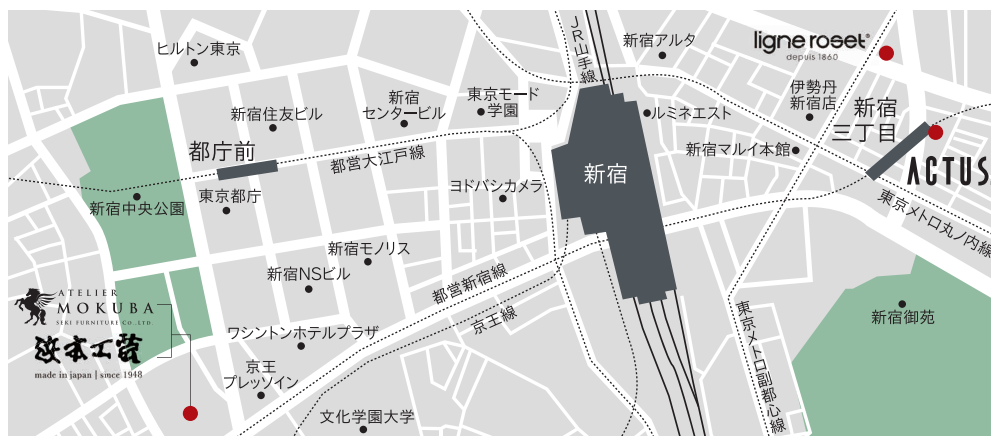 ヒルトン東京
JR山手線
新宿アルタ
ligne roset®
depuis 1860
伊勢丹
新宿店
新宿
三丁目
新宿住友ビル
新宿
センタービル
東京モード
学園
ルミネエスト
新宿マルイ本館
ACTUS
都庁前
都営大江戸線
新宿
ヨドバシカメラ
東京都庁
新宿中央公園
東京メトロ丸ノ内線
新宿モノリス
新宿NSビル
都営新宿線
京王線
新宿御苑
東京メトロ副都心線
ATELIER
MOKUBA
SEKI FURNITURE CO.,LTD.
浜本工芸
made in japan | since 1948
ワシントンホテルプラザ
京王
プレッソイン
文化学園大学